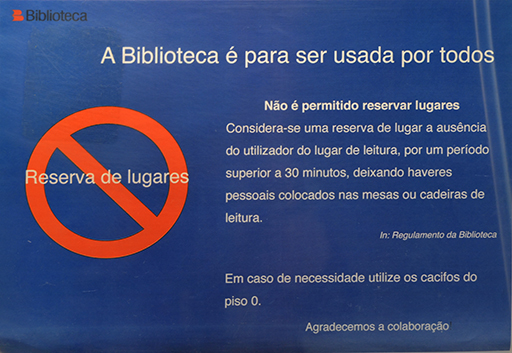 Biblioteca
A Biblioteca é para ser usada por todos
Não é permitido reservar lugares
Considera-se uma reserva de lugar a ausência
do utilizador do lugar de leitura, por um período
superior a 30 minutos, deixando haveres
pessoais colocados nas mesas ou cadeiras de
leitura.
In: Regulamento da Biblioteca
Reserva de lugares
Em caso de necessidade utilize os cacifos do
piso 0.
Agradecemos a colaboração